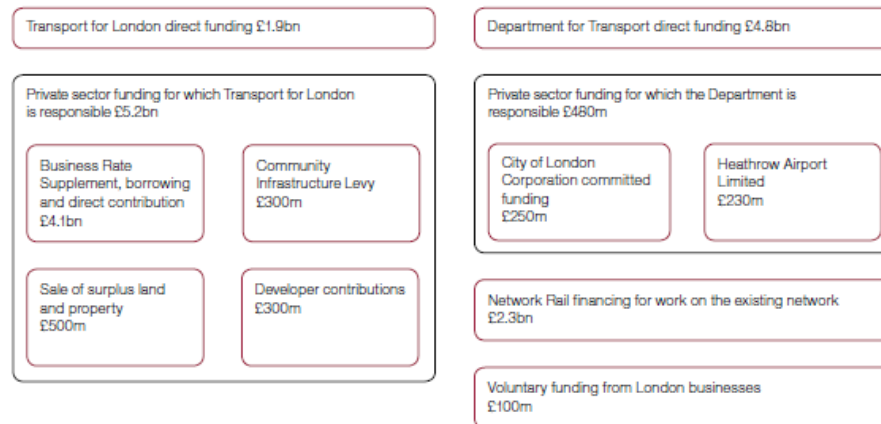 Transport for London direct funding £1.9bn
Private sector funding for which Transport for London
is responsible £5.2bn
Business Rate
Supplement, borrowing
and direct contribution
£4.1bn
Community
Infrastructure Levy
£300m
Sale of surplus land
and property
£500m
Developer contributions
£300m
Department for Transport direct funding £4.8bn
Private sector funding for which the Department is
responsible £480m
City of London
Corporation committed
funding
£250m
Heathrow Airport
Limited
£230m
Network Rail financing for work on the existing network
£2.3bn
Voluntary funding from London businesses
£100m